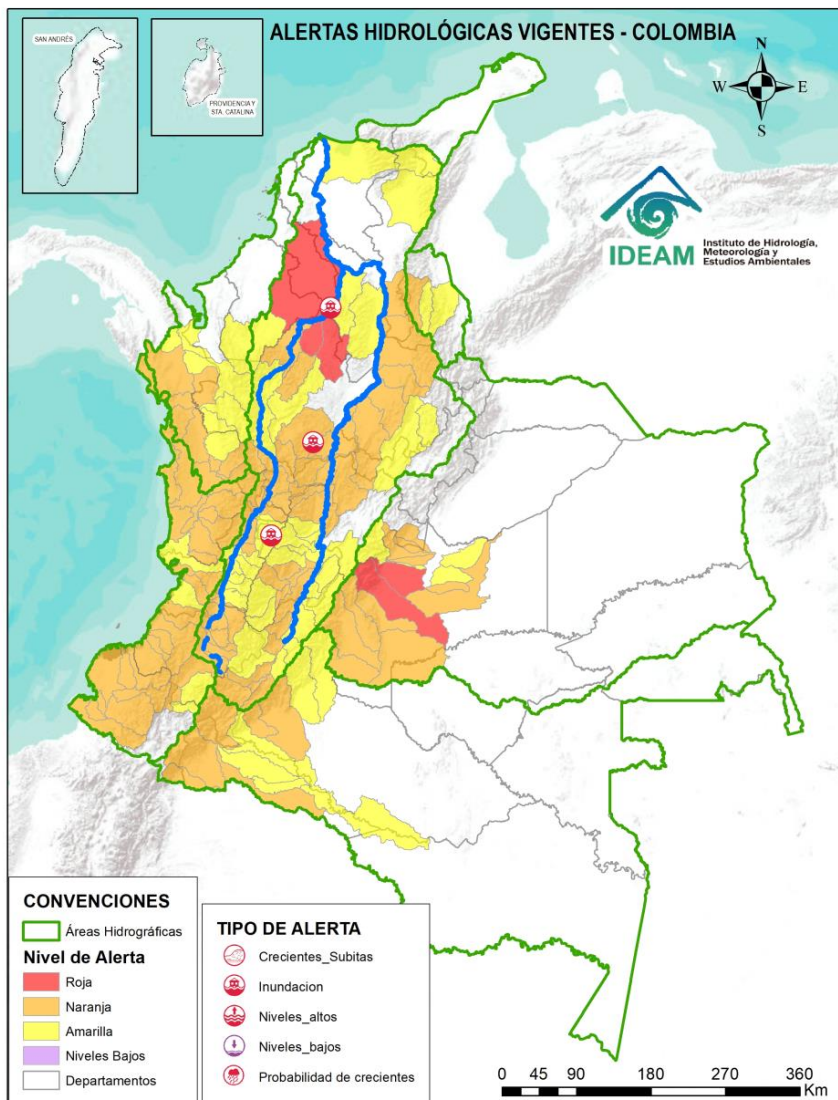 ALERTAS HIDROLÓGICAS VIGENTES - COLOMBIA
SAN ANDRÉS
PROVIDENCIA Y
STA. CATALINA
N
W
E
S
IDEAM
Instituto de Hidrología,
Meteorología y
Estudios Ambientales
CONVENCIONES
Áreas Hidrográficas
Nivel de Alerta
Roja
Naranja
Amarilla
Niveles Bajos
Departamentos
TIPO DE ALERTA
Crecientes_Subitas
Inundacion
Niveles_altos
Niveles_bajos
Probabilidad de crecientes
0 45 90 180 270 360
Km